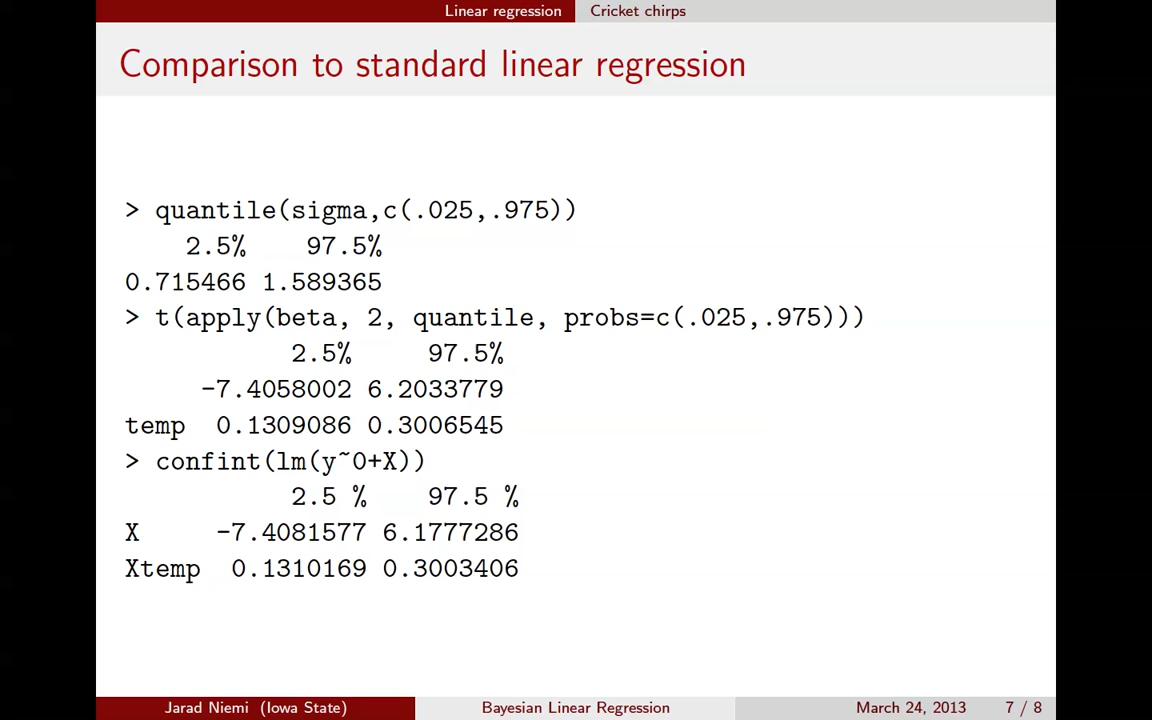 Linear regression Cricket chirps
Comparison to standard linear regression
> quantile(sigma,c(.025,.975))
2.5% 97.5%
0.715466 1.589365
> t(apply(beta, 2, quantile, probs=c(.025,.975)))
2.5% 97.5%
-7.4058002 6.2033779
temp 0.1309086 0.3006545
> confint(lm(y~0+X))
2.5 % 97.5 %
X -7.4081577 6.1777286
Xtemp 0.1310169 0.3003406
Jarad Niemi (Iowa State) Bayesian Linear Regression March 24, 2013 7 / 8